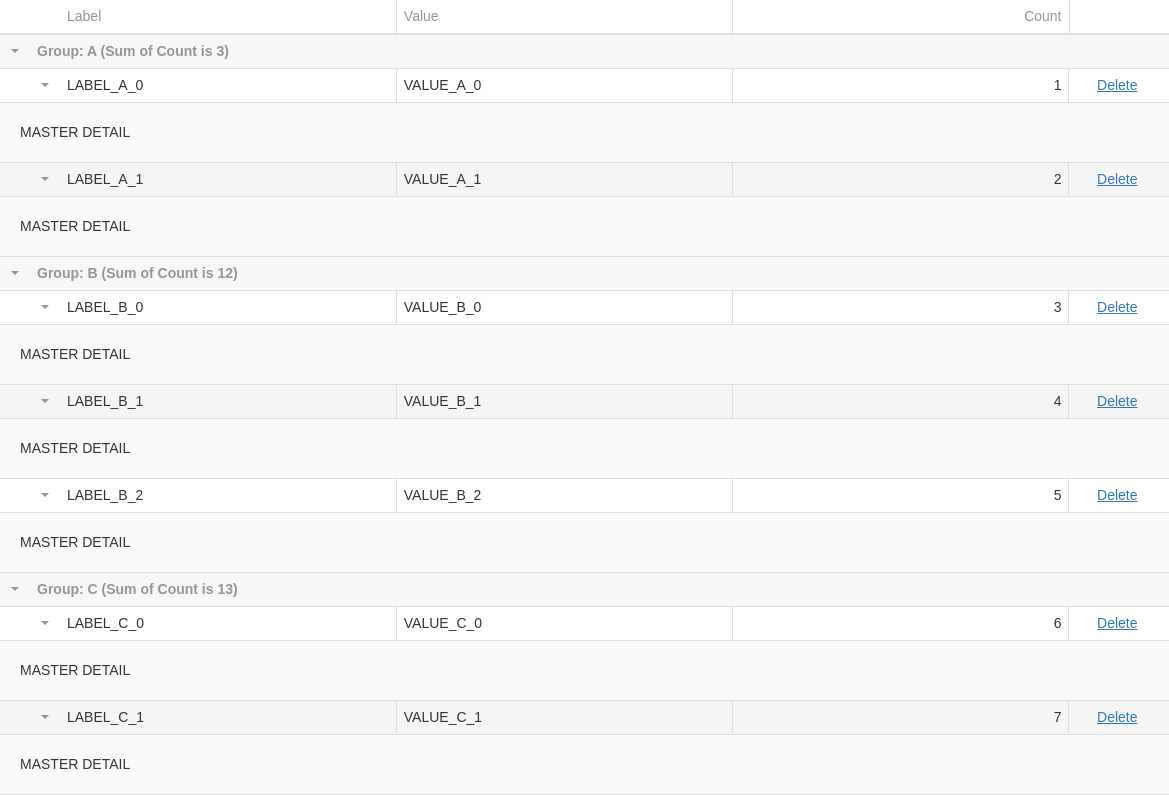 Label Value Count
Group: A (Sum of Count is 3)
LABEL_A_0 VALUE_A_0 1 Delete
MASTER DETAIL
LABEL_A_1 VALUE_A_1 2 Delete
MASTER DETAIL
Group: B (Sum of Count is 12)
LABEL_B_0 VALUE_B_0 3 Delete
MASTER DETAIL
LABEL_B_1 VALUE_B_1 4 Delete
MASTER DETAIL
LABEL_B_2 VALUE_B_2 5 Delete
MASTER DETAIL
Group: C (Sum of Count is 13)
LABEL_C_0 VALUE_C_0 6 Delete
MASTER DETAIL
LABEL_C_1 VALUE_C_1 7 Delete
MASTER DETAIL